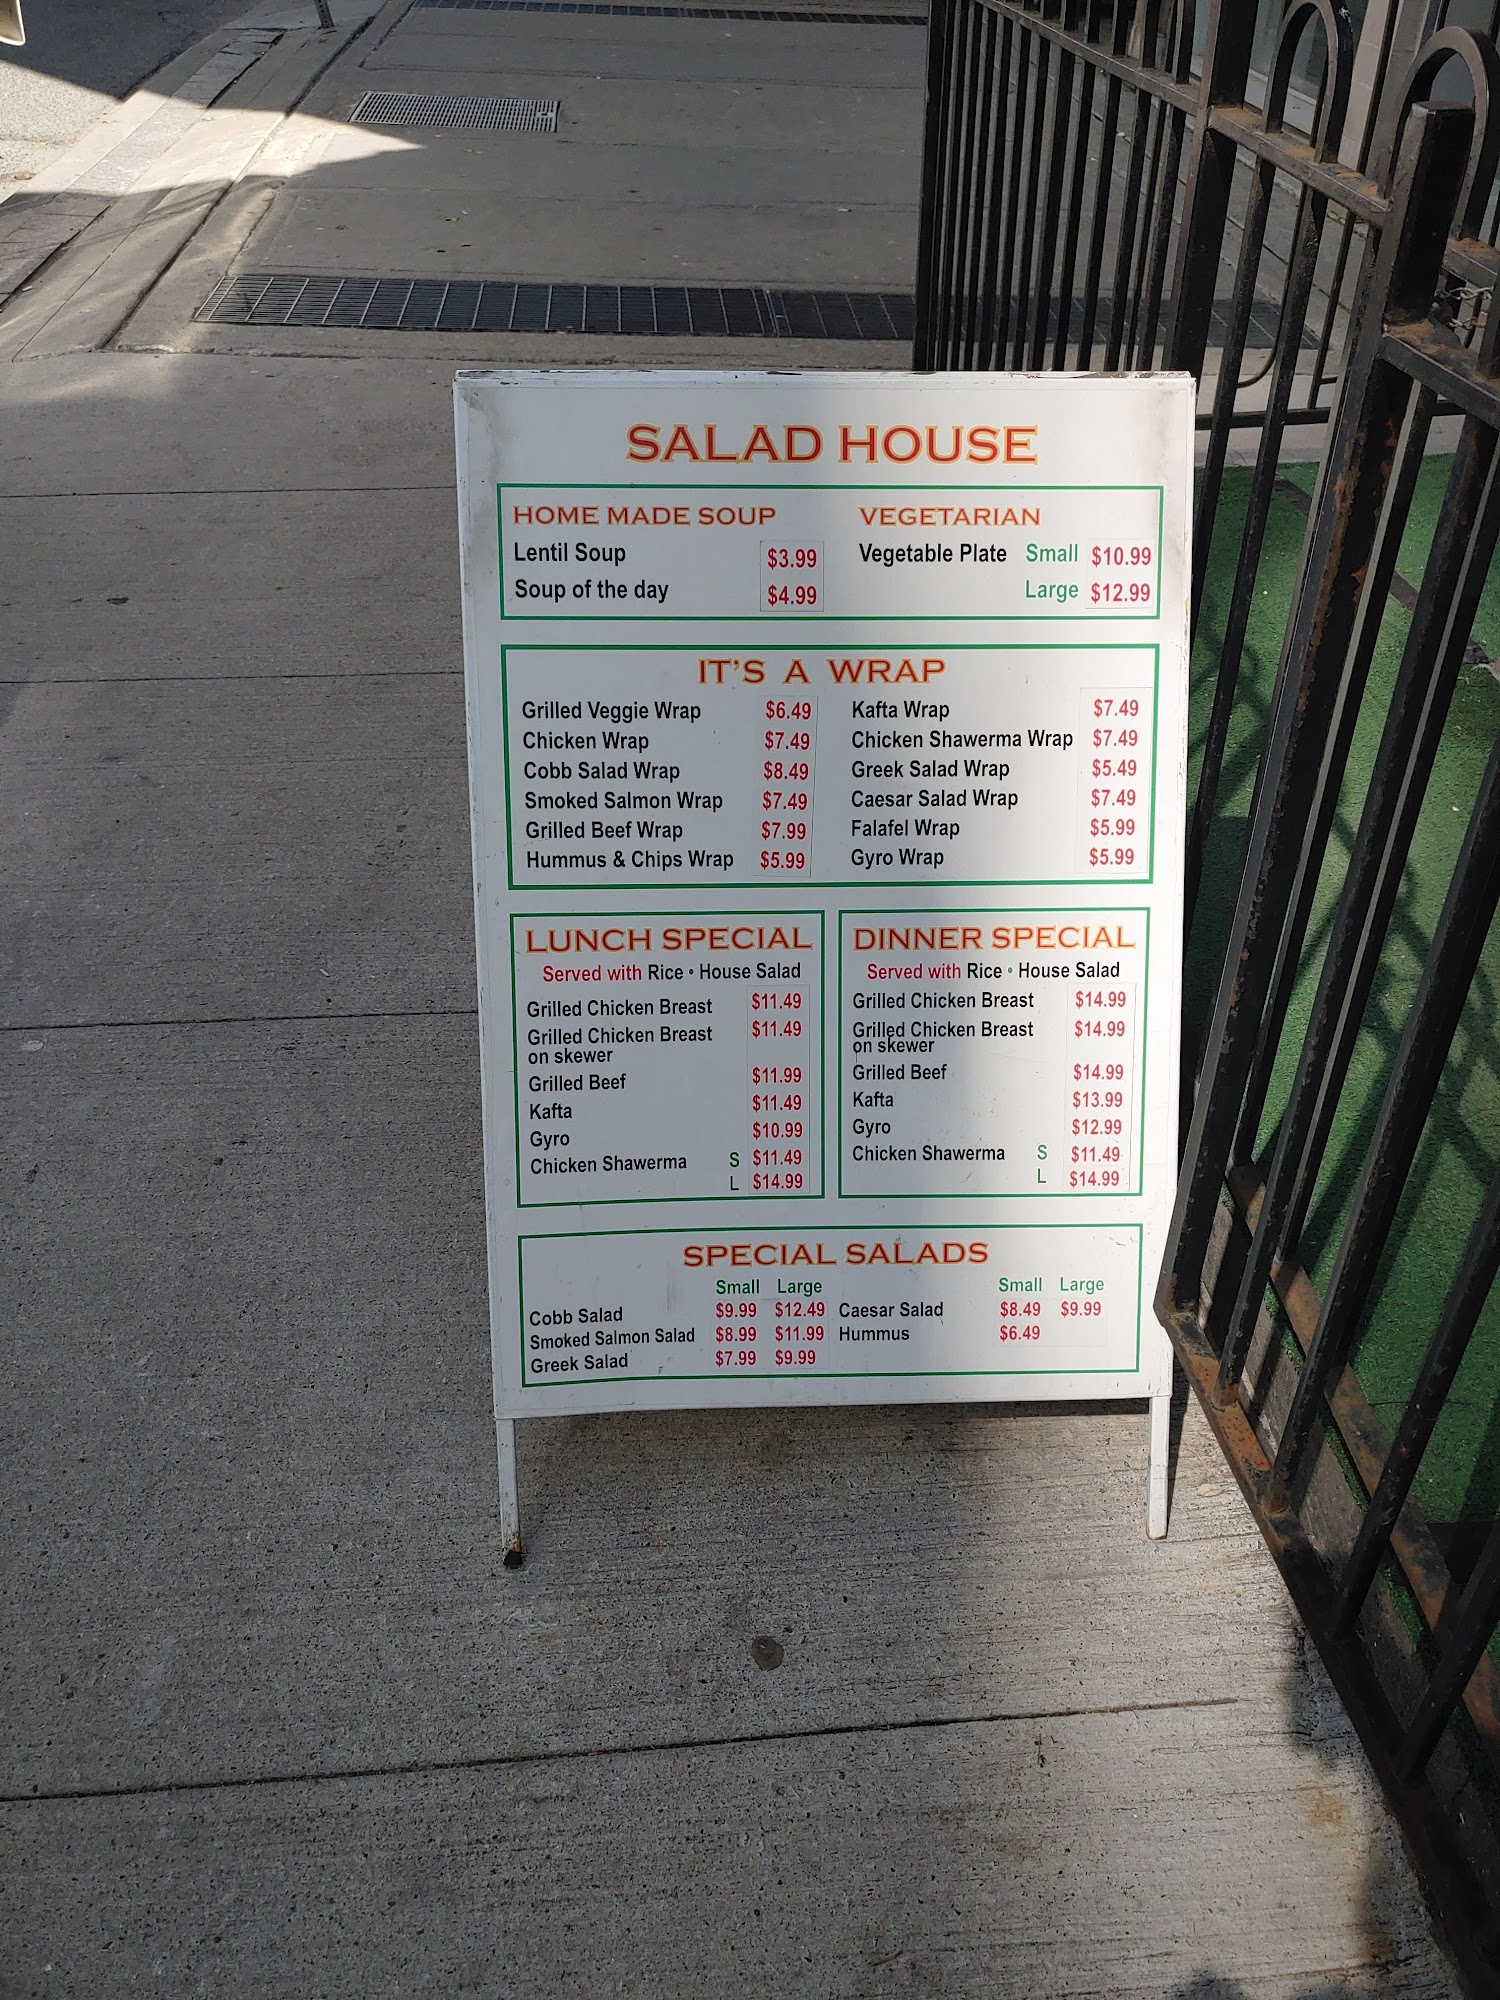 SALAD HOUSE
HOME MADE SOUP
Lentil Soup $3.99
Soup of the day $4.99
VEGETARIAN
Vegetable Plate Small $10.99
Large $12.99
IT'S A WRAP
Grilled Veggie Wrap $6.49
Chicken Wrap $7.49
Cobb Salad Wrap $8.49
Smoked Salmon Wrap $7.49
Grilled Beef Wrap $7.99
Hummus & Chips Wrap $5.99
Kafta Wrap $7.49
Chicken Shawerma Wrap $7.49
Greek Salad Wrap $5.49
Caesar Salad Wrap $7.49
Falafel Wrap $5.99
Gyro Wrap $5.99
LUNCH SPECIAL
Served with Rice • House Salad
Grilled Chicken Breast $11.49
Grilled Chicken Breast $11.49
on skewer
Grilled Beef $11.99
Kafta $11.49
Gyro $10.99
Chicken Shawerma S $11.49
L $14.99
DINNER SPECIAL
Served with Rice • House Salad
Grilled Chicken Breast $14.99
Grilled Chicken Breast $14.99
on skewer
Grilled Beef $14.99
Kafta $13.99
Gyro $12.99
Chicken Shawerma S $11.49
L $14.99
SPECIAL SALADS
Small Large
Cobb Salad $9.99 $12.49
Smoked Salmon Salad $8.99 $11.99
Greek Salad $7.99 $9.99
Small Large
Caesar Salad $8.49 $9.99
Hummus $6.49